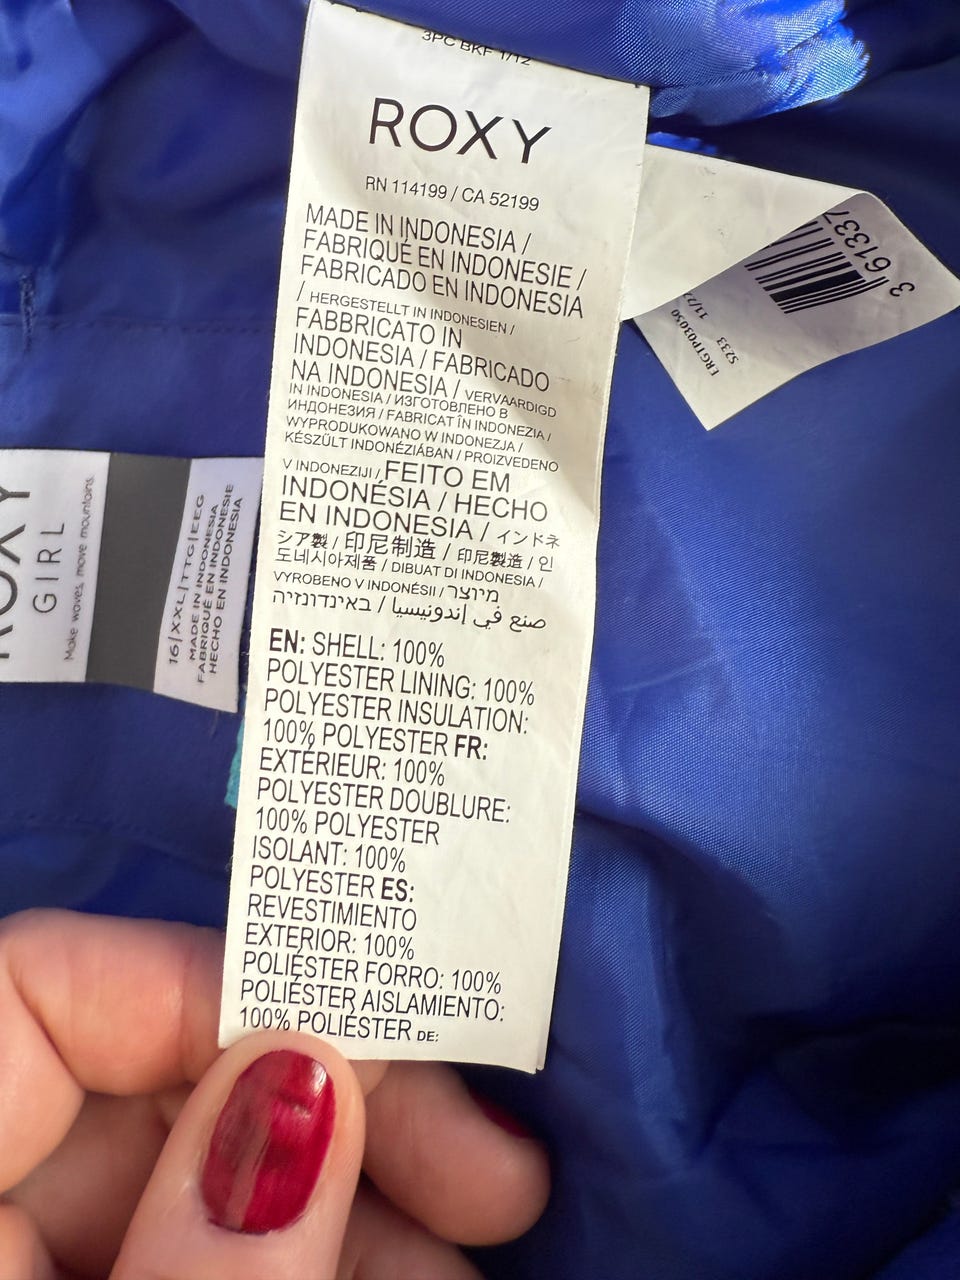 3PC BKF 1/12
ROXY
RN 114199 / CA 52199
MADE IN INDONESIA /
FABRIQUÉ EN INDONESIE /
FABRICADO EN INDONESIA
/ HERGESTELLT IN INDONESIEN /
FABBRICATO IN
INDONESIA / FABRICADO
NA INDONESIA / VERVAARDIGD
IN INDONESIA / ИЗГОТОВЛЕНО В
ИНДОНЕЗИЯ / FABRICAT ÎN INDONEZIA /
WYPRODUKOWANO W INDONEZJA /
KÉSZÜLT INDONÉZIÁBAN / PROIZVEDENO
V INDONEZIJI / FEITO EM
INDONÉSIA / HECHO
EN INDONESIA / インドネ
シア製 / 印尼制造 / 印尼製造 / 인
도네시아제품 / DIBUAT DI INDONESIA /
VYROBENO V INDONÉSII / מיוצר
באינדונזיה / صنع في إندونيسيا
EN: SHELL: 100%
POLYESTER LINING: 100%
POLYESTER INSULATION:
100% POLYESTER FR:
EXTÉRIEUR: 100%
POLYESTER DOUBLURE:
100% POLYESTER
ISOLANT: 100%
POLYESTER ES:
REVESTIMIENTO
EXTERIOR: 100%
POLIÉSTER FORRO: 100%
POLIÉSTER AISLAMIENTO:
100% POLIÉSTER DE:
ROXY
GIRL
Make waves, move mountains.
16|XXL|TTG|EEG
MADE IN INDONESIA
FABRIQUÉ EN INDONESIE
HECHO EN INDONESIA
3 61337
ERGTP03050
S233 11/22